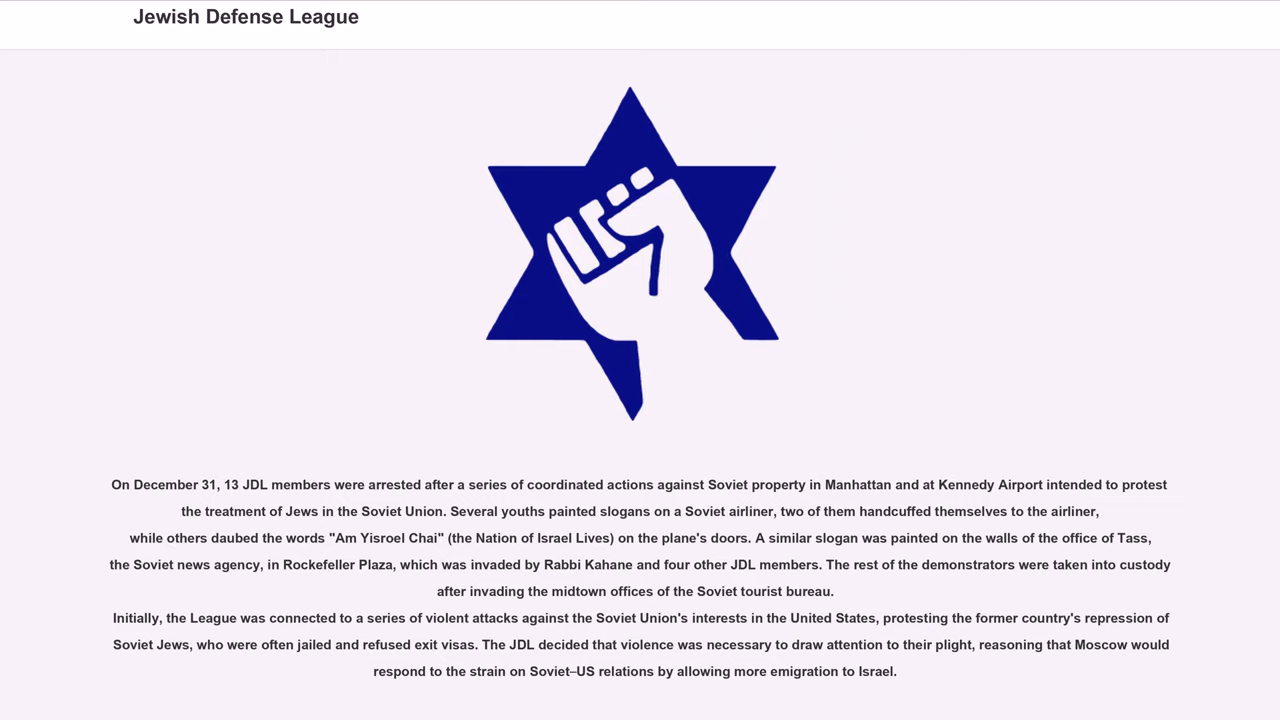 Jewish Defense League
On December 31, 13 JDL members were arrested after a series of coordinated actions against Soviet property in Manhattan and at Kennedy Airport intended to protest
the treatment of Jews in the Soviet Union. Several youths painted slogans on a Soviet airliner, two of them handcuffed themselves to the airliner,
while others daubed the words "Am Yisroel Chai" (the Nation of Israel Lives) on the plane's doors. A similar slogan was painted on the walls of the office of Tass,
the Soviet news agency, in Rockefeller Plaza, which was invaded by Rabbi Kahane and four other JDL members. The rest of the demonstrators were taken into custody
after invading the midtown offices of the Soviet tourist bureau.
Initially, the League was connected to a series of violent attacks against the Soviet Union's interests in the United States, protesting the former country's repression of
Soviet Jews, who were often jailed and refused exit visas. The JDL decided that violence was necessary to draw attention to their plight, reasoning that Moscow would
respond to the strain on Soviet–US relations by allowing more emigration to Israel.